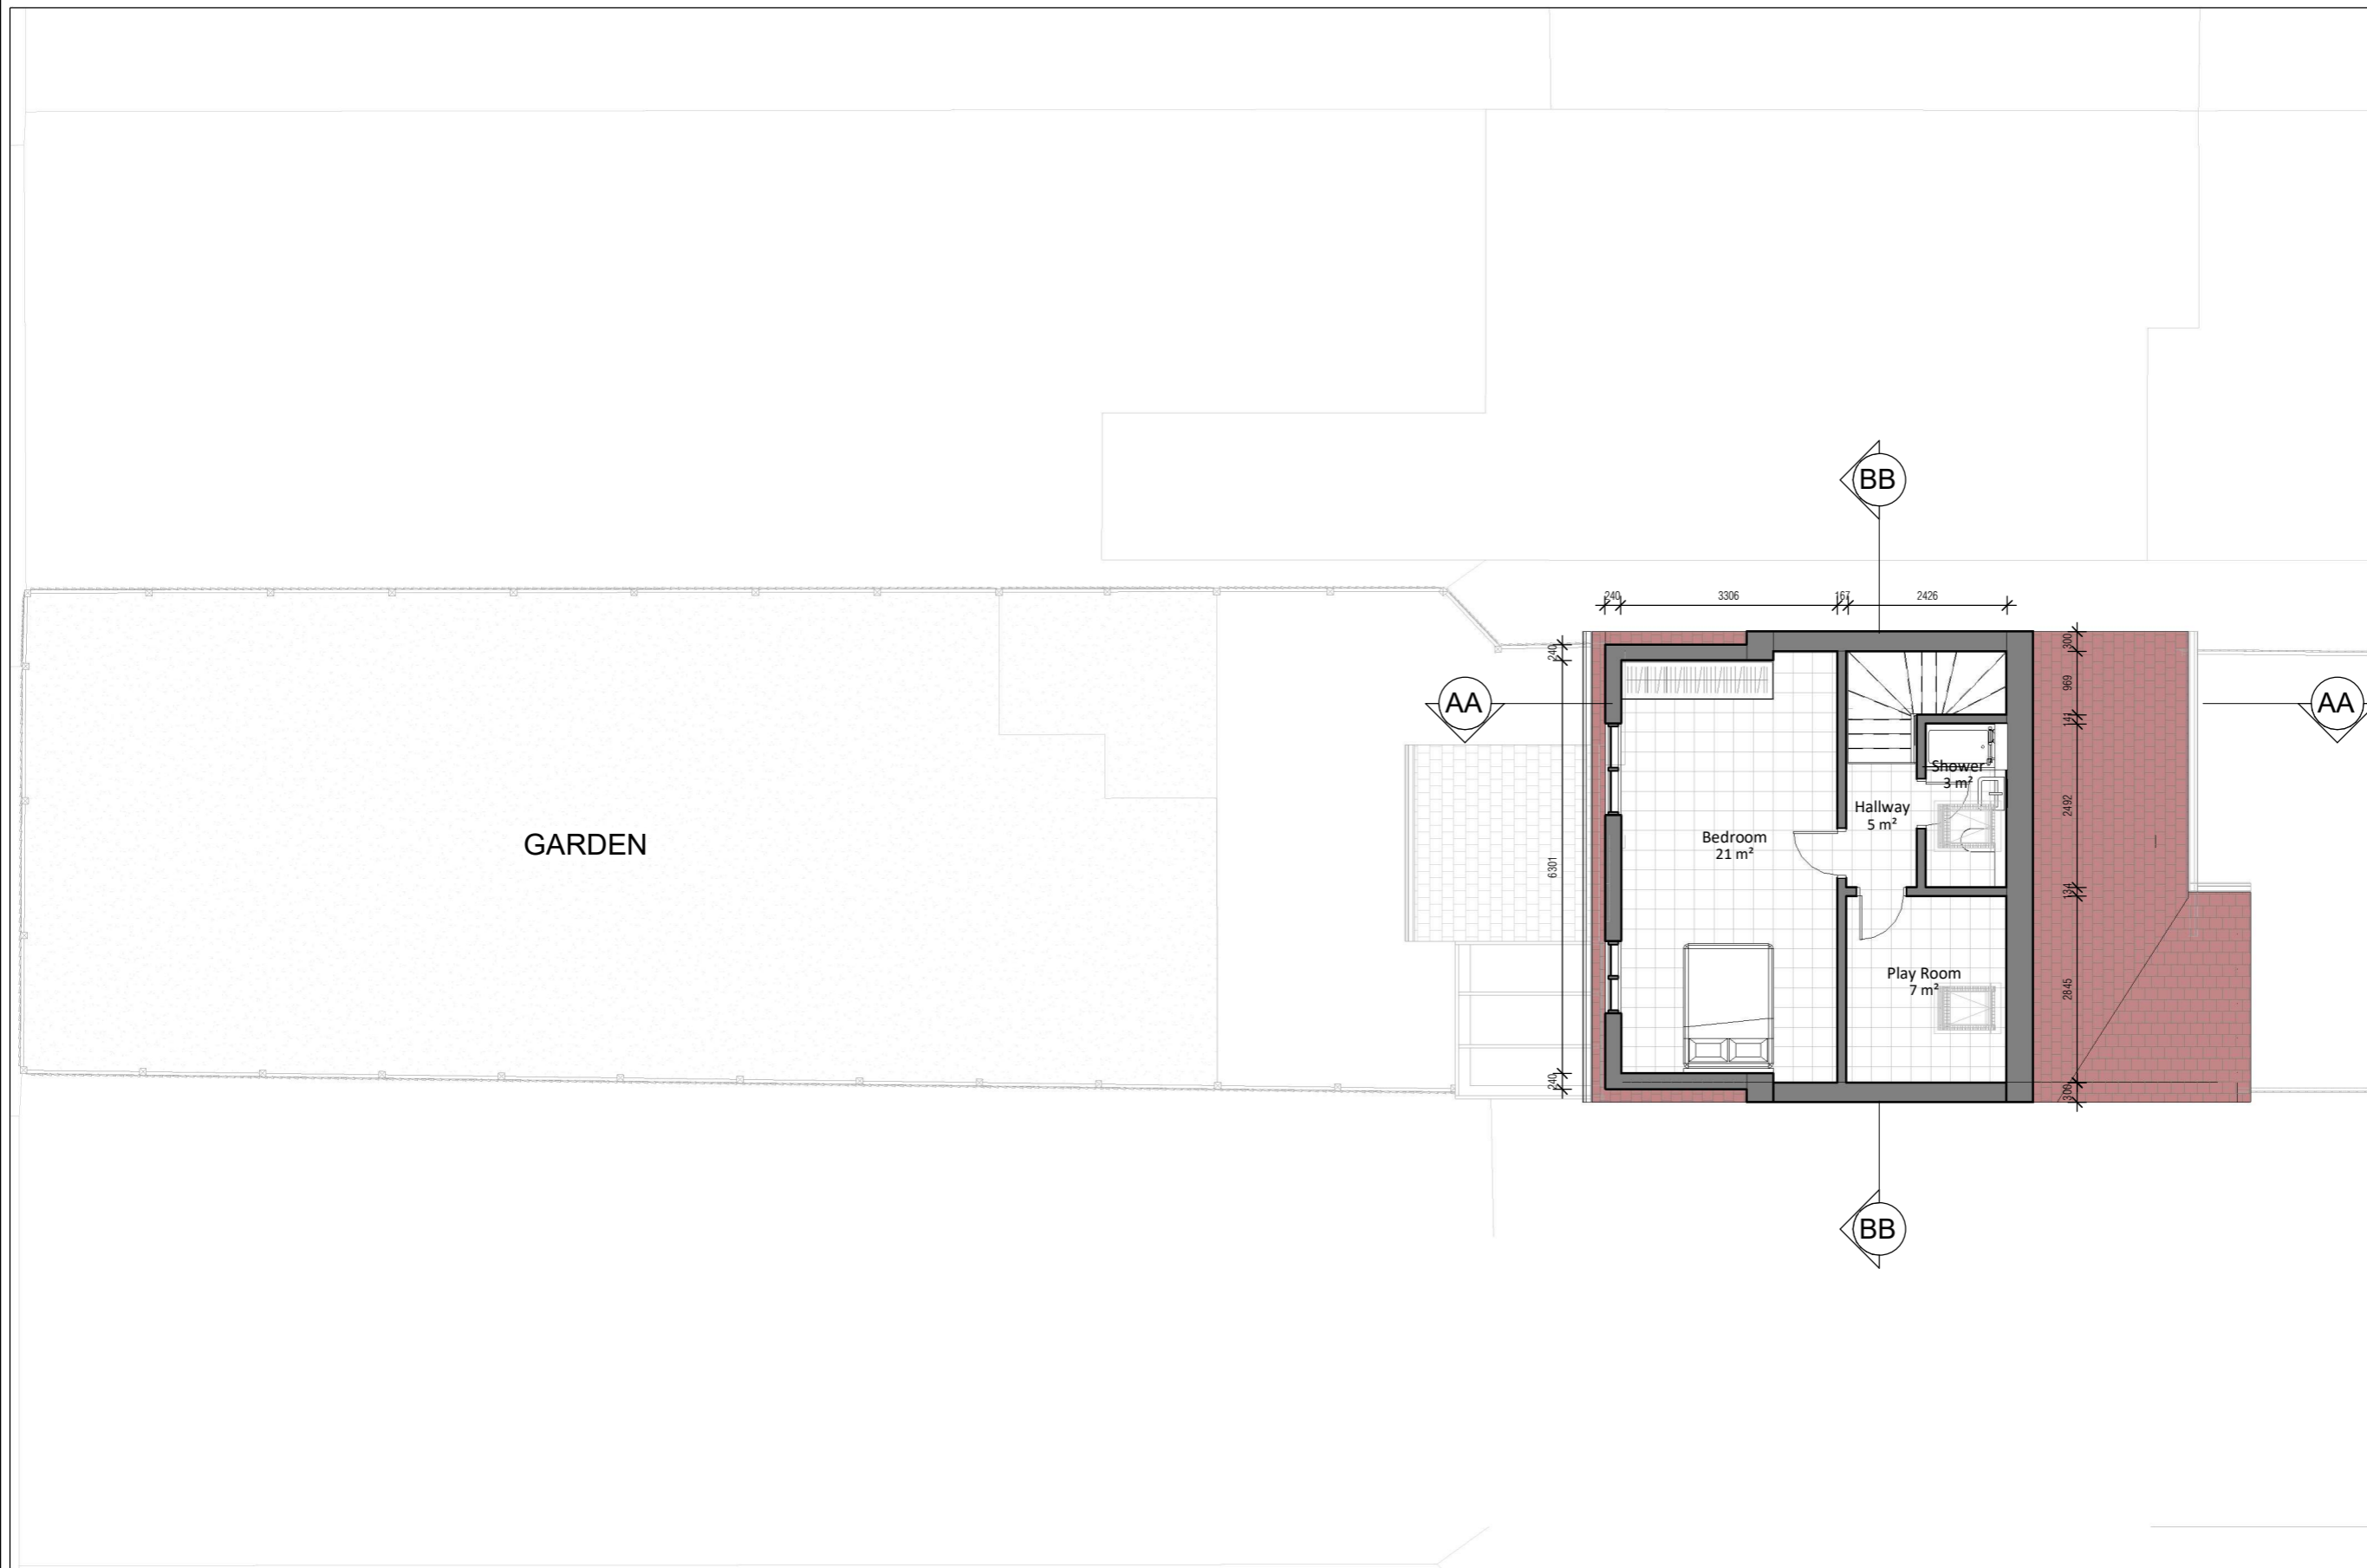 BB
240
3306
167
2426
240
300
AA
969
AA
141
Shower
3 m²
2492
Hallway
5 m²
GARDEN
Bedroom
21 m²
6301
134
Play Room
7 m²
2845
240
300
BB